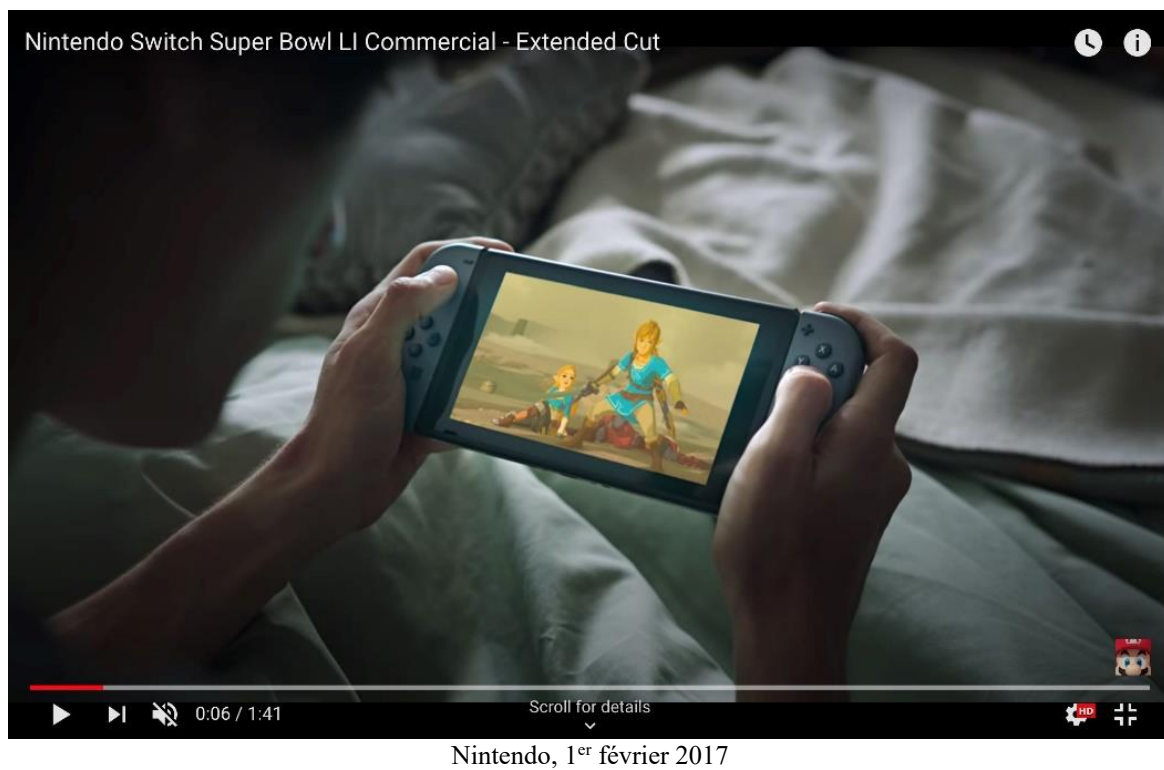 Nintendo Switch Super Bowl LI Commercial - Extended Cut
X
Y
A
0:06 / 1:41
Scroll for details
HD
Nintendo, 1er février 2017